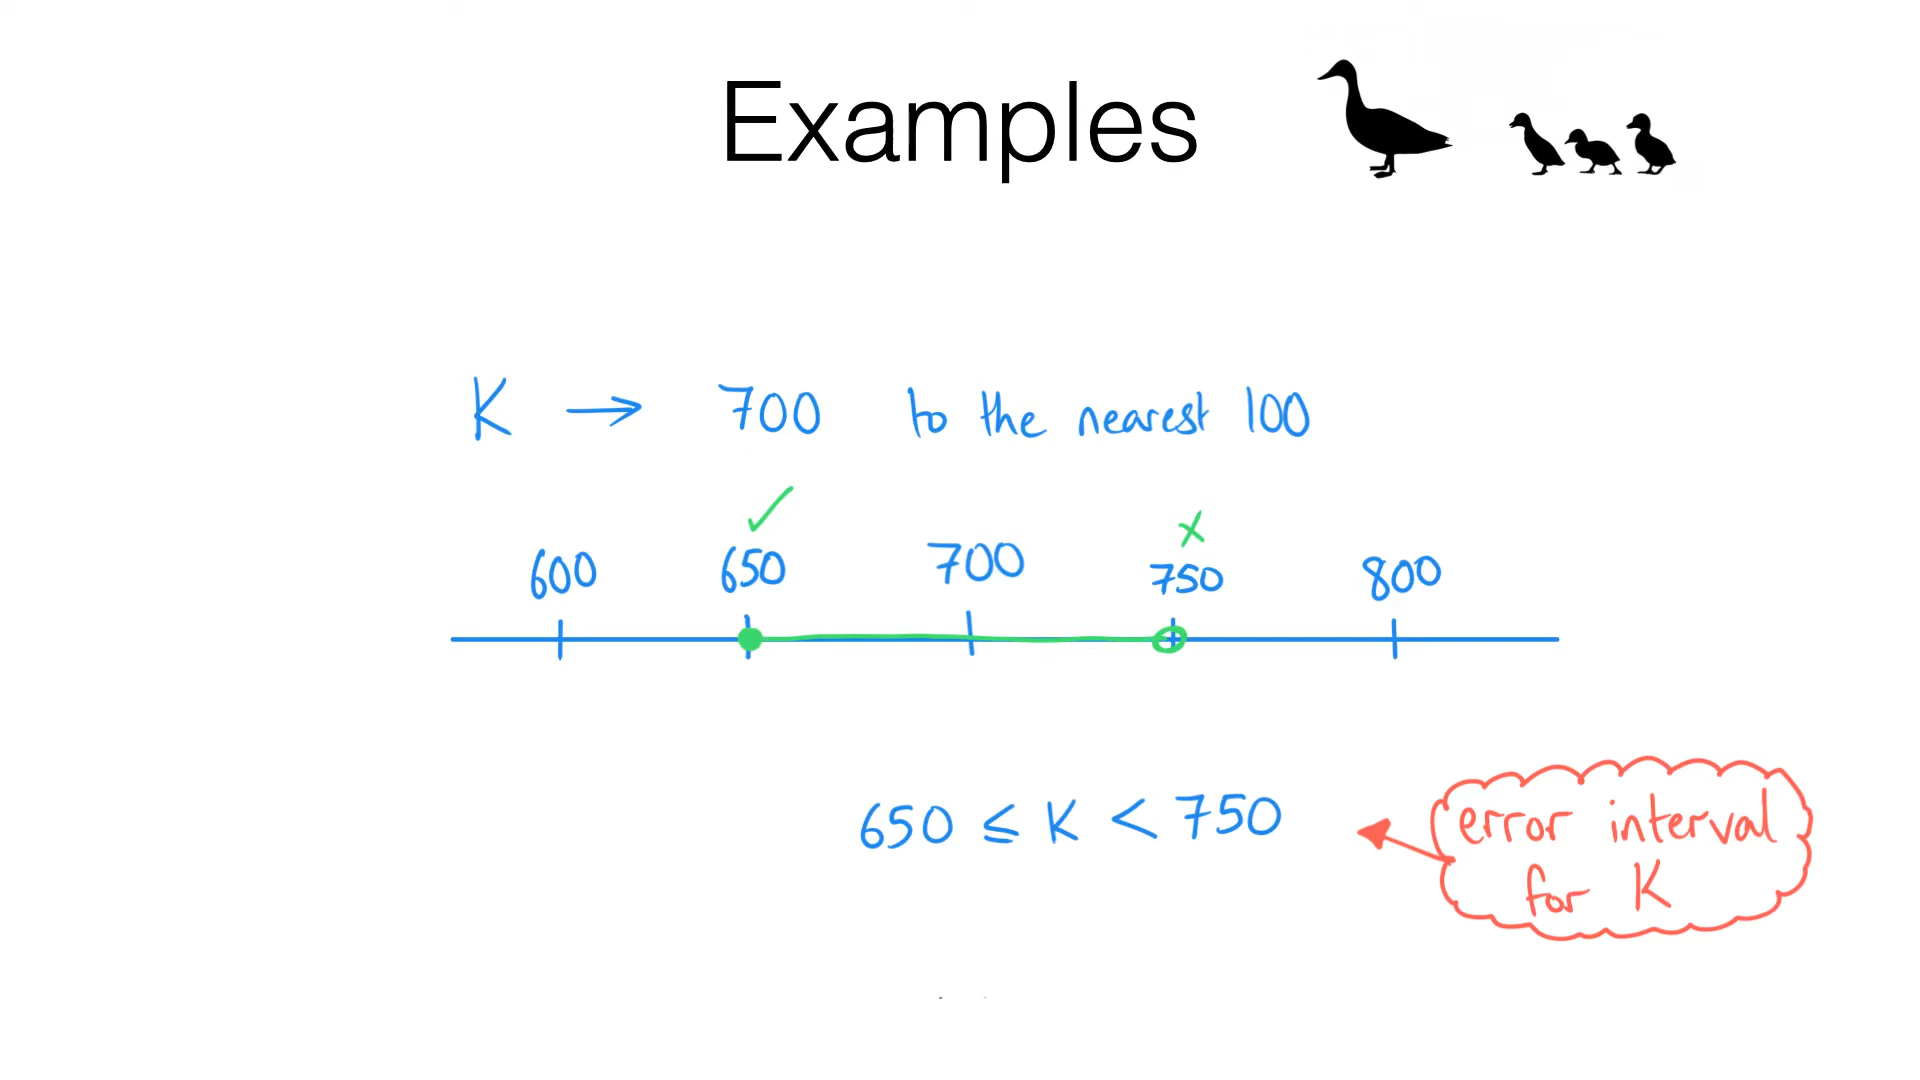 Examples
K → 700 to the nearest 100
✓ ×
600 650 700 750 800
650 ≤ K < 750
error interval
for K